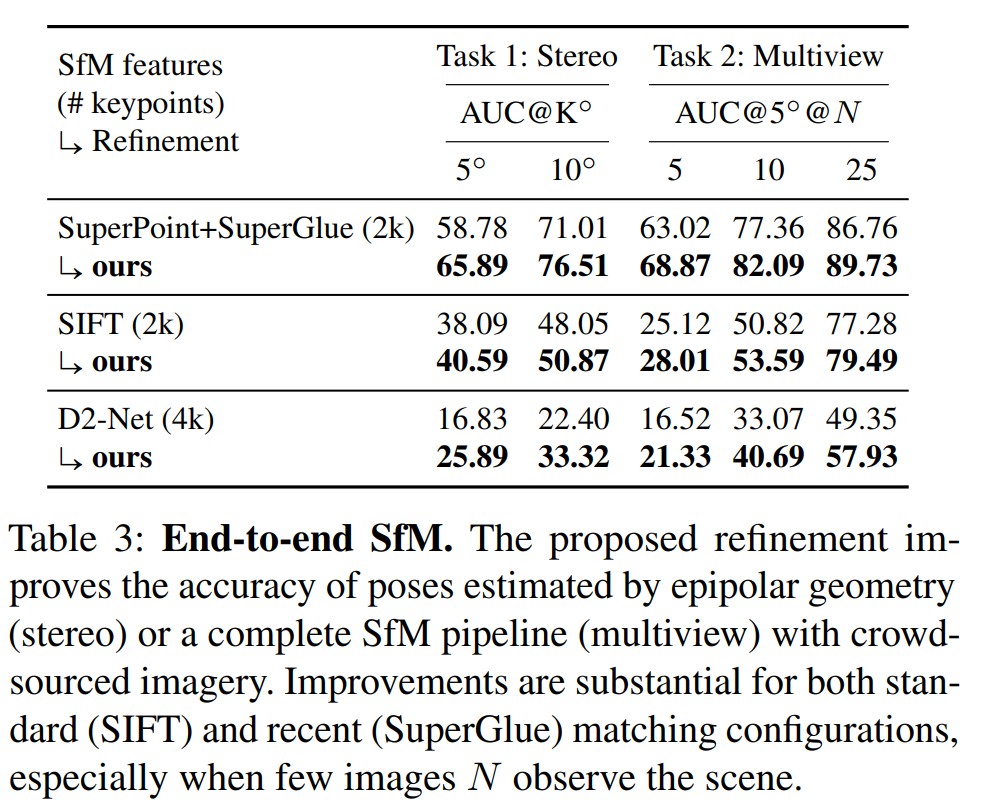 SfM features
(# keypoints)
↳ Refinement
Task 1: Stereo Task 2: Multiview
AUC@K° AUC@5°@N
5° 10° 5 10 25
SuperPoint+SuperGlue (2k) 58.78 71.01 63.02 77.36 86.76
↳ ours 65.89 76.51 68.87 82.09 89.73
SIFT (2k) 38.09 48.05 25.12 50.82 77.28
↳ ours 40.59 50.87 28.01 53.59 79.49
D2-Net (4k) 16.83 22.40 16.52 33.07 49.35
↳ ours 25.89 33.32 21.33 40.69 57.93
Table 3: End-to-end SfM. The proposed refinement im-
proves the accuracy of poses estimated by epipolar geometry
(stereo) or a complete SfM pipeline (multiview) with crowd-
sourced imagery. Improvements are substantial for both stan-
dard (SIFT) and recent (SuperGlue) matching configurations,
especially when few images N observe the scene.